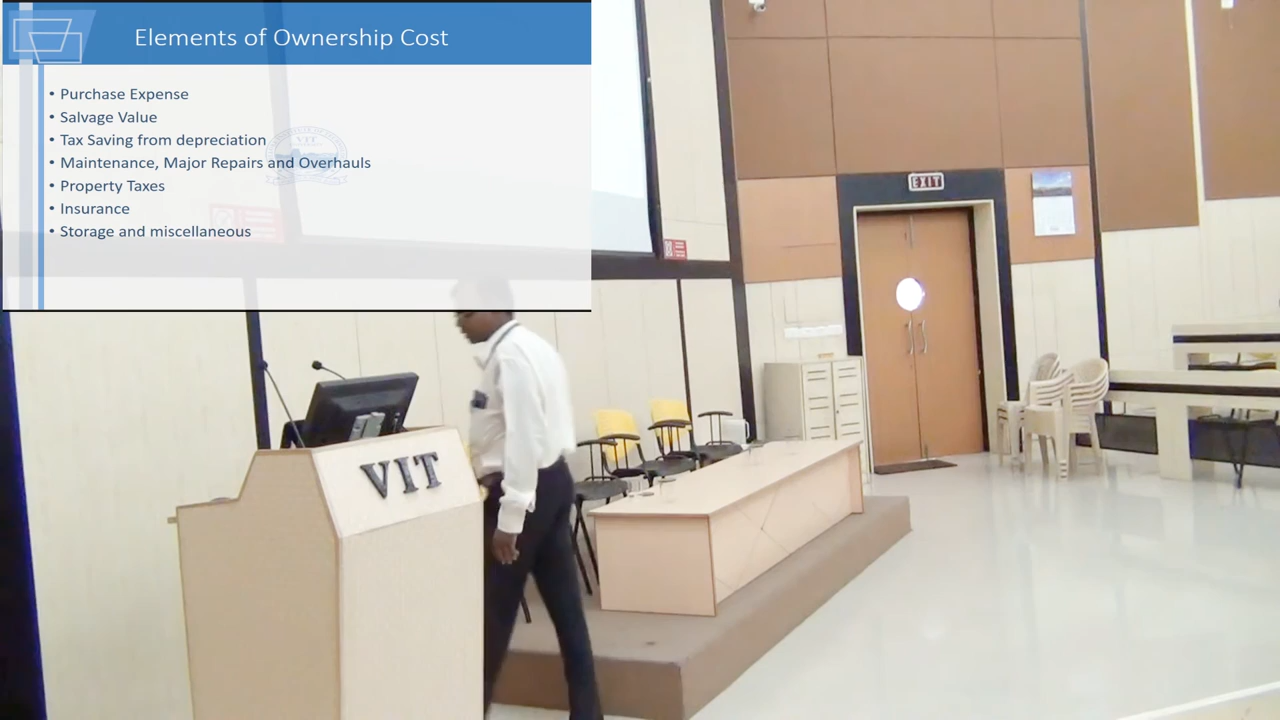 Elements of Ownership Cost
• Purchase Expense
• Salvage Value
• Tax Saving from depreciation
• Maintenance, Major Repairs and Overhauls
• Property Taxes
• Insurance
• Storage and miscellaneous
VIT
EXIT
VIT